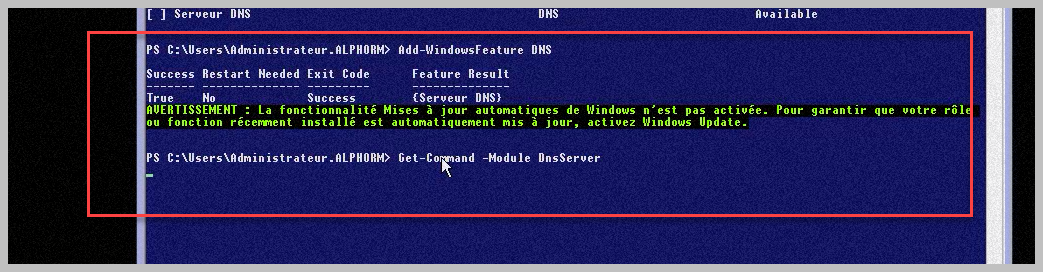 [ ] Serveur DNS DNS Available
PS C:\Users\Administrateur.ALPHORM> Add-WindowsFeature DNS
Success Restart Needed Exit Code Feature Result
------- -------------- --------- --------------
True No Success {Serveur DNS}
AVERTISSEMENT : La fonctionnalité Mises à jour automatiques de Windows n'est pas activée. Pour garantir que votre rôle
ou fonction récemment installé est automatiquement mis à jour, activez Windows Update.
PS C:\Users\Administrateur.ALPHORM> Get-Command -Module DnsServer